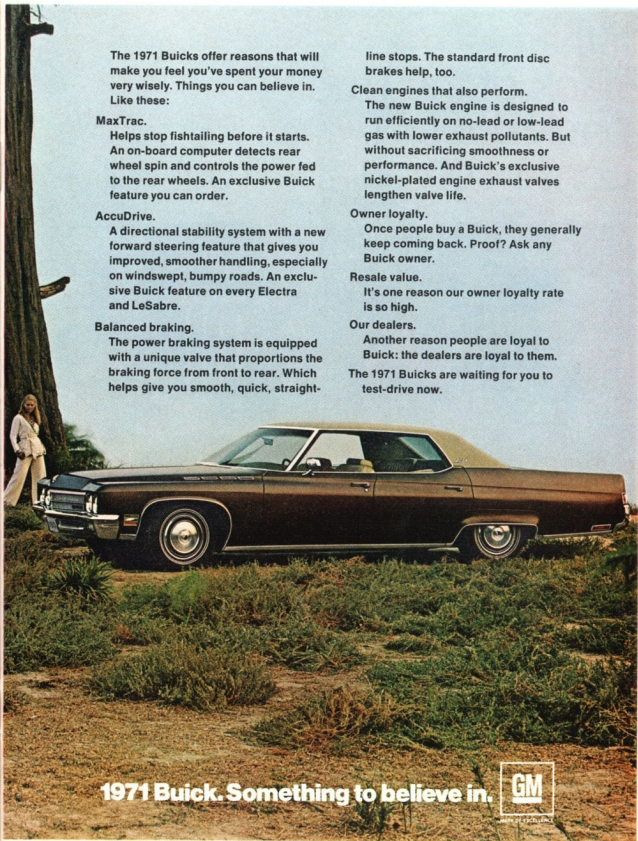 The 1971 Buicks offer reasons that will
make you feel you've spent your money
very wisely. Things you can believe in.
Like these:
MaxTrac.
Helps stop fishtailing before it starts.
An on-board computer detects rear
wheel spin and controls the power fed
to the rear wheels. An exclusive Buick
feature you can order.
AccuDrive.
A directional stability system with a new
forward steering feature that gives you
improved, smoother handling, especially
on windswept, bumpy roads. An exclu-
sive Buick feature on every Electra
and LeSabre.
Balanced braking.
The power braking system is equipped
with a unique valve that proportions the
braking force from front to rear. Which
helps give you smooth, quick, straight-
line stops. The standard front disc
brakes help, too.
Clean engines that also perform.
The new Buick engine is designed to
run efficiently on no-lead or low-lead
gas with lower exhaust pollutants. But
without sacrificing smoothness or
performance. And Buick's exclusive
nickel-plated engine exhaust valves
lengthen valve life.
Owner loyalty.
Once people buy a Buick, they generally
keep coming back. Proof? Ask any
Buick owner.
Resale value.
It's one reason our owner loyalty rate
is so high.
Our dealers.
Another reason people are loyal to
Buick: the dealers are loyal to them.
The 1971 Buicks are waiting for you to
test-drive now.
1971 Buick. Something to believe in.
GM
MARK OF EXCELLENCE